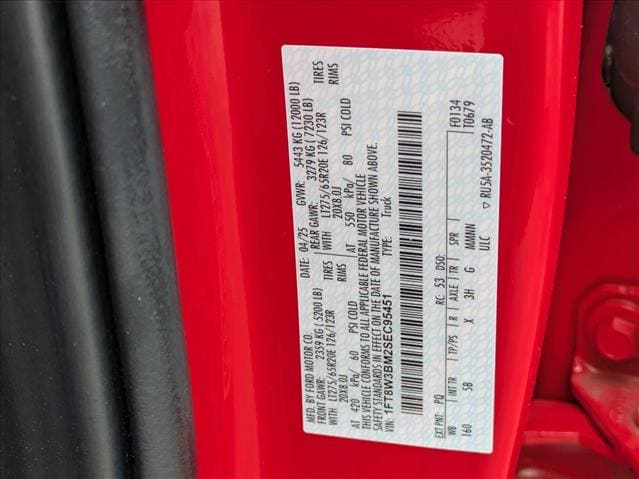 MFD. BY FORD MOTOR CO.
DATE: 04/25 GVWR: 5443 KG (12000 LB)
FRONT GAWR: 2359 KG (5200 LB) REAR GAWR: 3279 KG (7230 LB)
LT275/65R20E 126/123R TIRES WITH LT275/65R20E 126/123R TIRES
20X8.0J RIMS 20X8.0J RIMS
AT 420 kPa/ 60 PSI COLD AT 550 kPa/ 80 PSI COLD
THIS VEHICLE CONFORMS TO ALL APPLICABLE FEDERAL MOTOR VEHICLE
SAFETY STANDARDS IN EFFECT ON THE DATE OF MANUFACTURE SHOWN ABOVE.
VIN: 1FT8W3BM2SEC95451 TYPE: Truck
EXT PNT: PQ RC: 53 DSO: F0134
T0679
WB INT TR TP/PS R AXLE TR SPR
160 5B X 3H G MMNN
ULC ▽ RU5A-3520472-AB